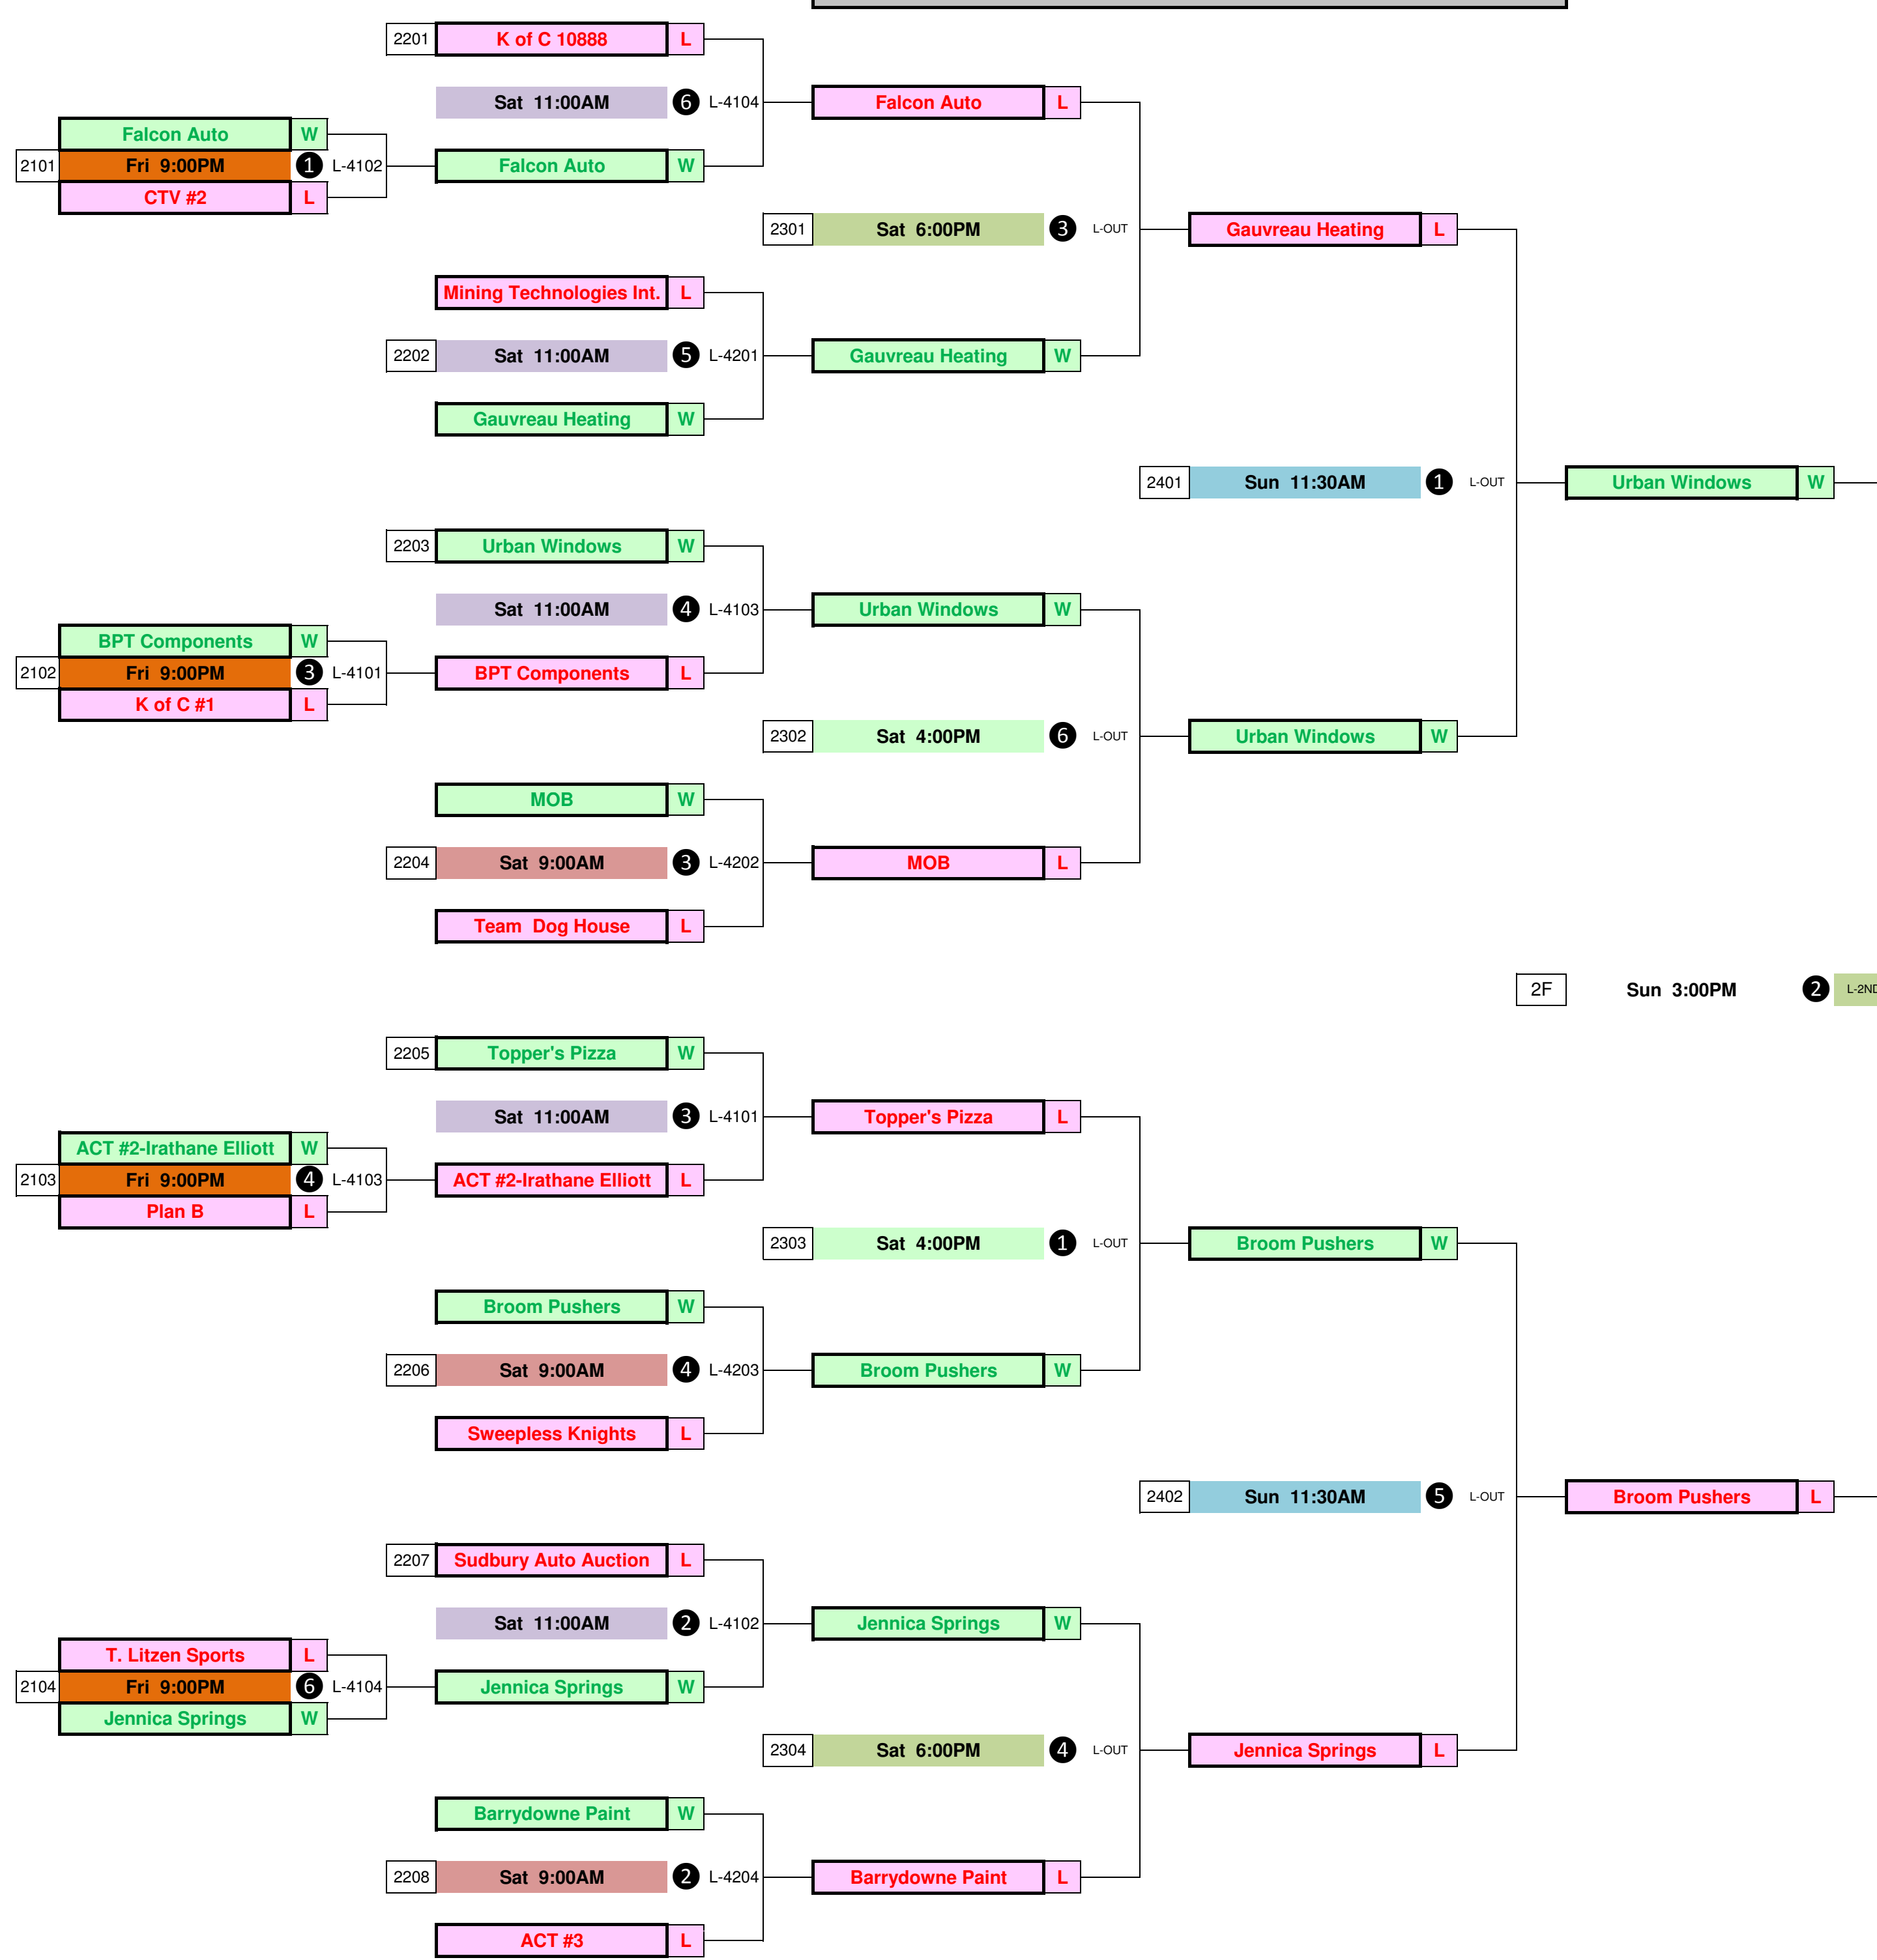 2201 K of C 10888 L
Sat 11:00AM 6 L-4104 Falcon Auto L
Falcon Auto W
2101 Fri 9:00PM 1 L-4102 Falcon Auto W
CTV #2 L
2301 Sat 6:00PM 3 L-OUT Gauvreau Heating L
Mining Technologies Int. L
2202 Sat 11:00AM 5 L-4201 Gauvreau Heating W
Gauvreau Heating W
2401 Sun 11:30AM 1 L-OUT Urban Windows W
2203 Urban Windows W
Sat 11:00AM 4 L-4103 Urban Windows W
BPT Components W
2102 Fri 9:00PM 3 L-4101 BPT Components L
K of C #1 L
2302 Sat 4:00PM 6 L-OUT Urban Windows W
MOB W
2204 Sat 9:00AM 3 L-4202 MOB L
Team Dog House L
2F Sun 3:00PM 2 L-2ND
2205 Topper's Pizza W
Sat 11:00AM 3 L-4101 Topper's Pizza L
ACT #2-Irathane Elliott W
2103 Fri 9:00PM 4 L-4103 ACT #2-Irathane Elliott L
Plan B L
2303 Sat 4:00PM 1 L-OUT Broom Pushers W
Broom Pushers W
2206 Sat 9:00AM 4 L-4203 Broom Pushers W
Sweepless Knights L
2402 Sun 11:30AM 5 L-OUT Broom Pushers L
2207 Sudbury Auto Auction L
Sat 11:00AM 2 L-4102 Jennica Springs W
T. Litzen Sports L
2104 Fri 9:00PM 6 L-4104 Jennica Springs W
Jennica Springs W
2304 Sat 6:00PM 4 L-OUT Jennica Springs L
Barrydowne Paint W
2208 Sat 9:00AM 2 L-4204 Barrydowne Paint L
ACT #3 L